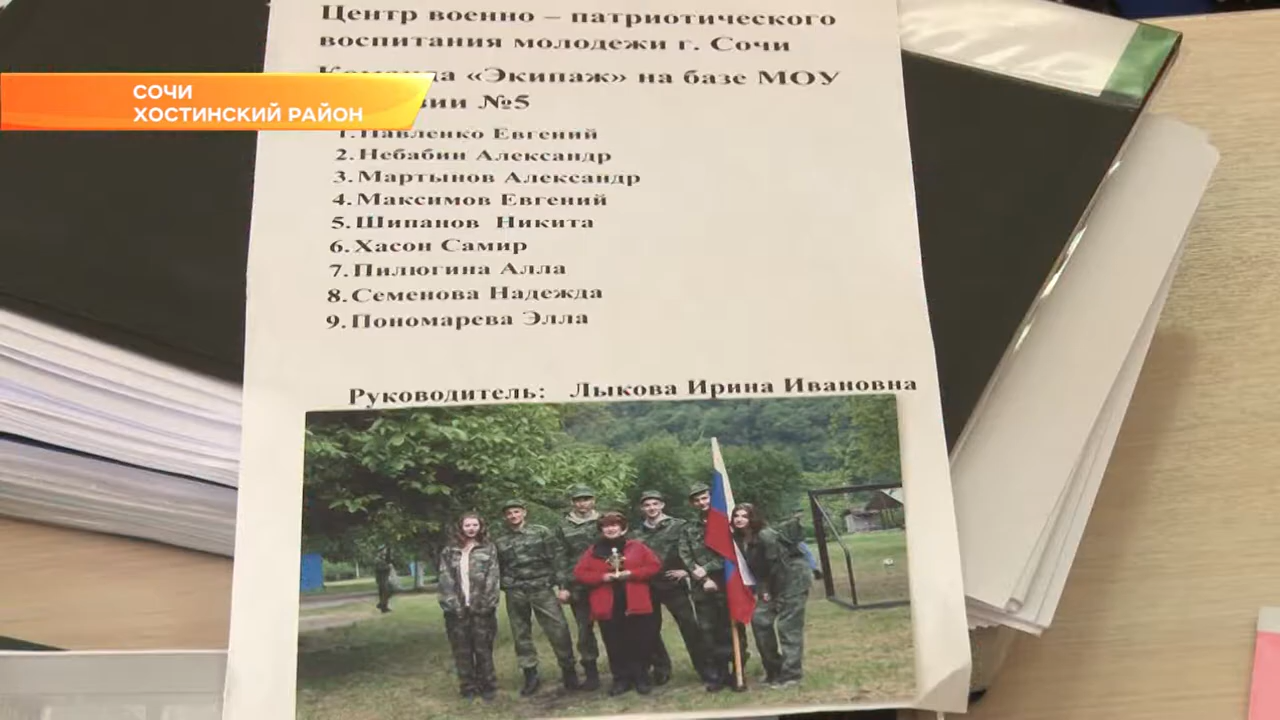 Центр военно – патриотического
воспитания молодежи г. Сочи
«Экипаж» на базе МОУ
№5
СОЧИ
ХОСТИНСКИЙ РАЙОН
1. Павленко Евгений
2. Небабин Александр
3. Мартынов Александр
4. Максимов Евгений
5. Шипанов Никита
6. Хасон Самир
7. Пилюгина Алла
8. Семенова Надежда
9. Пономарева Элла
Руководитель: Лыкова Ирина Ивановна